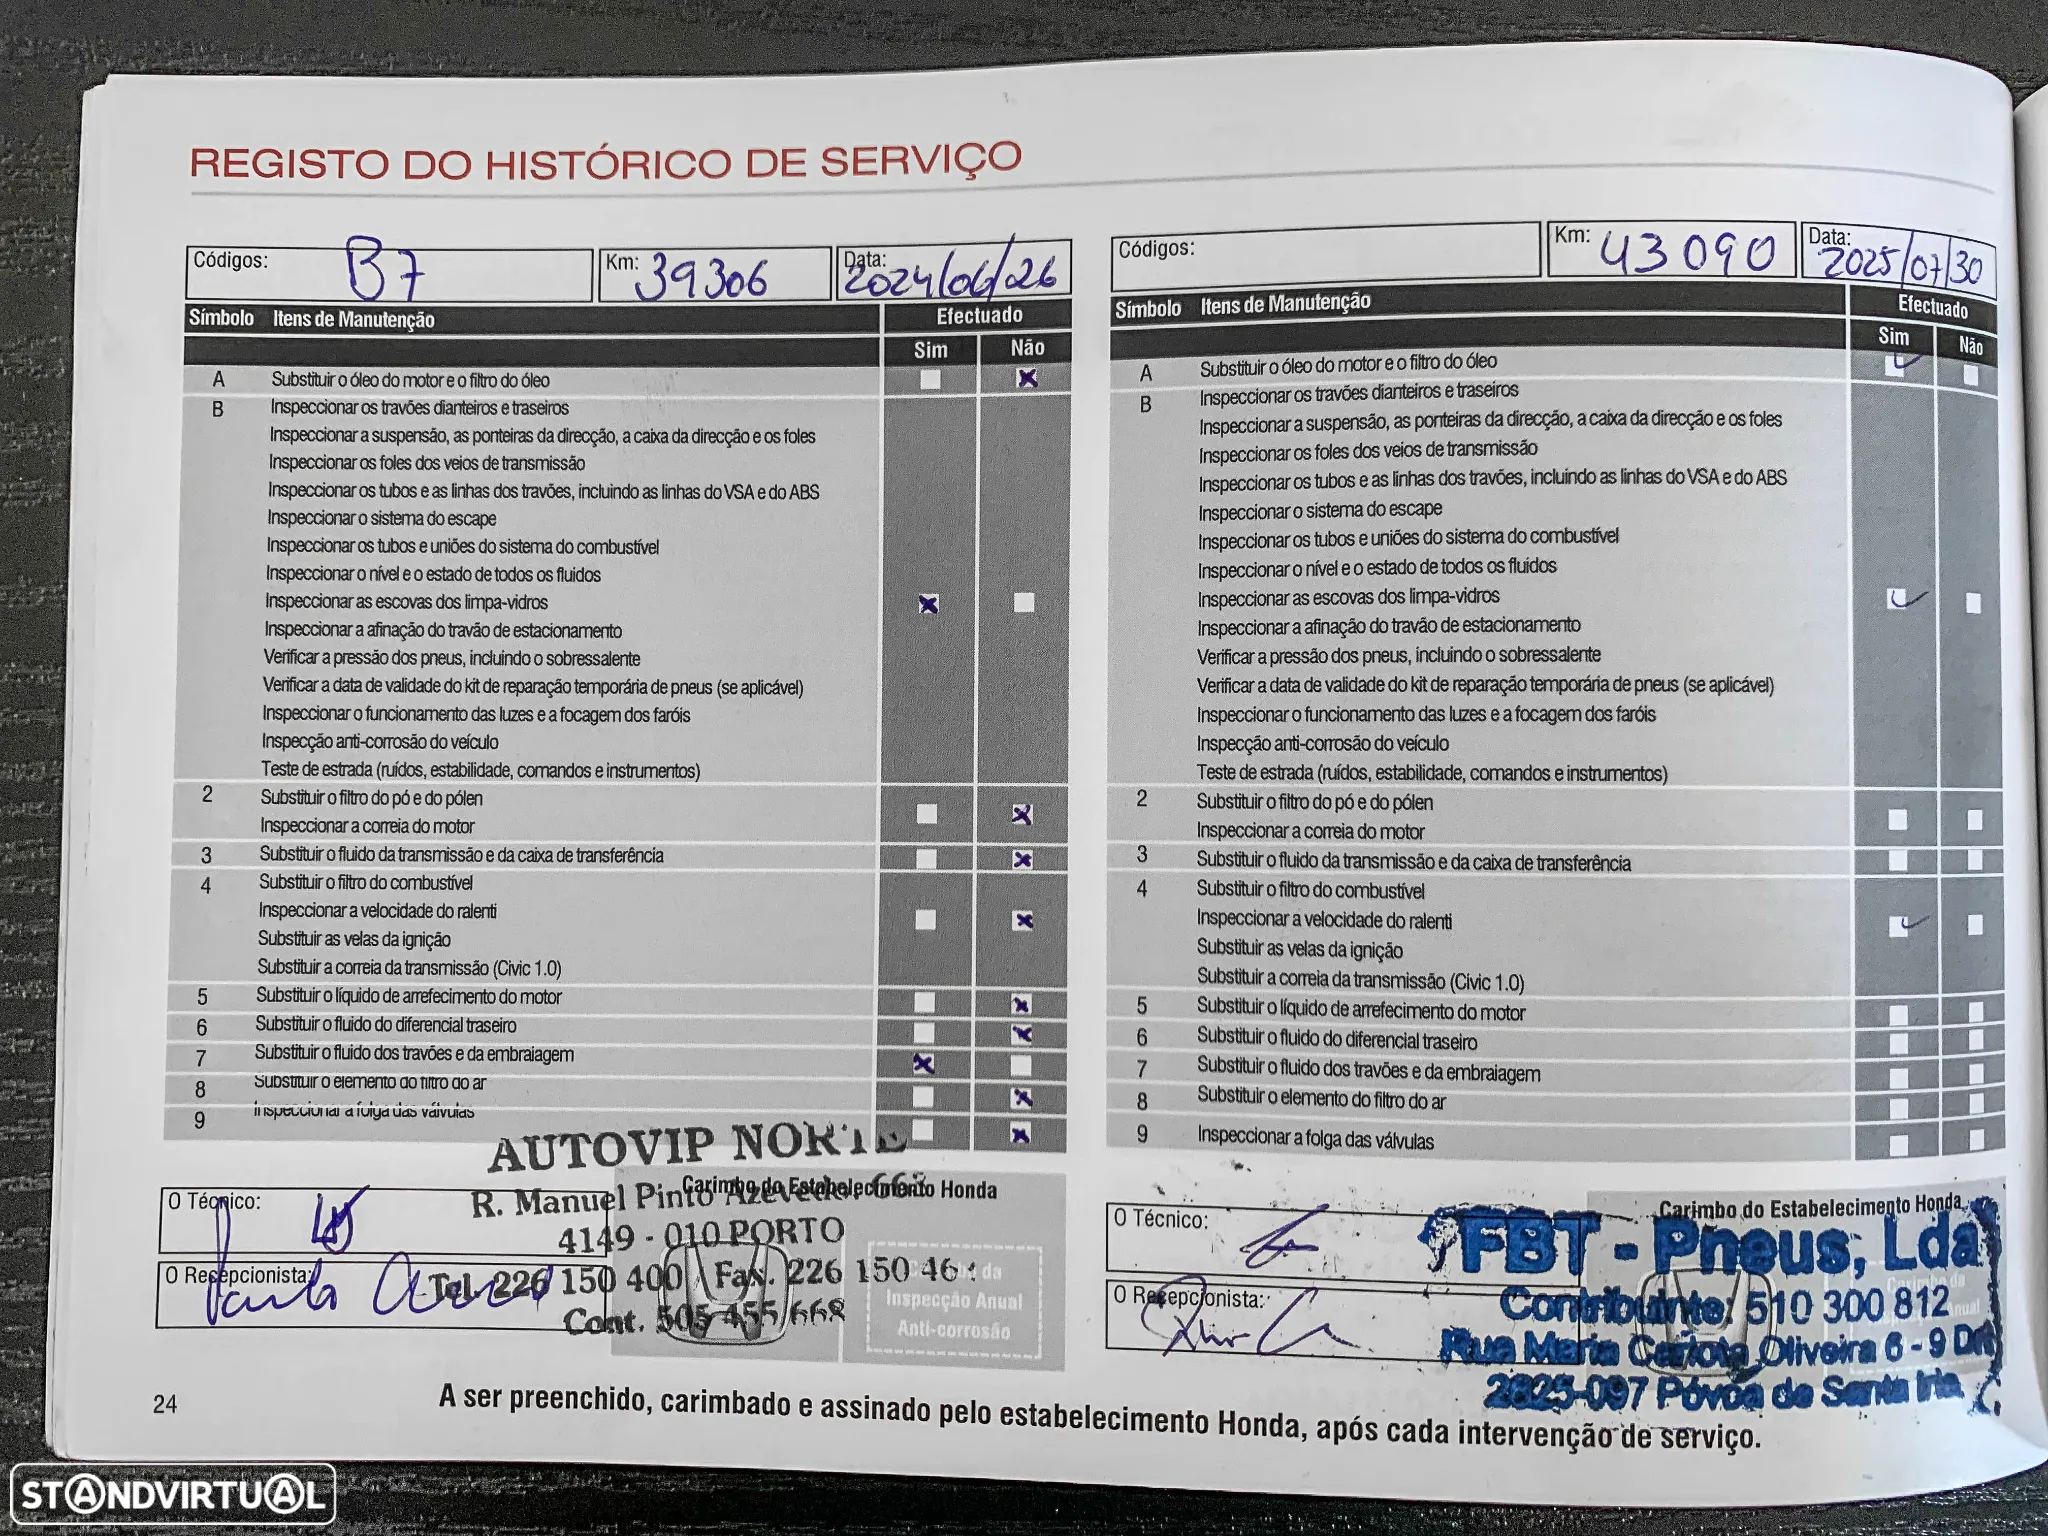 REGISTO DO HISTÓRICO DE SERVIÇO
Códigos: B7 Km: 39306 Data: 2024/06/26
Símbolo Itens de Manutenção Efectuado
Sim Não
A Substituir o óleo do motor e o filtro do óleo
B Inspeccionar os travões dianteiros e traseiros
Inspeccionar a suspensão, as ponteiras da direcção, a caixa da direcção e os foles
Inspeccionar os foles dos veios de transmissão
Inspeccionar os tubos e as linhas dos travões, incluindo as linhas do VSA e do ABS
Inspeccionar o sistema do escape
Inspeccionar os tubos e uniões do sistema do combustível
Inspeccionar o nível e o estado de todos os fluidos
Inspeccionar as escovas dos limpa-vidros
Inspeccionar a afinação do travão de estacionamento
Verificar a pressão dos pneus, incluindo o sobressalente
Verificar a data de validade do kit de reparação temporária de pneus (se aplicável)
Inspeccionar o funcionamento das luzes e a focagem dos faróis
Inspecção anti-corrosão do veículo
Teste de estrada (ruídos, estabilidade, comandos e instrumentos)
2 Substituir o filtro do pó e do pólen
Inspeccionar a correia do motor
3 Substituir o fluido da transmissão e da caixa de transferência
4 Substituir o filtro do combustível
Inspeccionar a velocidade do ralenti
Substituir as velas da ignição
Substituir a correia da transmissão (Civic 1.0)
5 Substituir o líquido de arrefecimento do motor
6 Substituir o fluido do diferencial traseiro
7 Substituir o fluido dos travões e da embraiagem
8 Substituir o elemento do filtro do ar
9 Inspeccionar a folga das válvulas
AUTOVIP NORTE
R. Manuel Pinto Azevedo, 668
4149 - 010 PORTO
Tel. 226 150 400 Fax. 226 150 46
Cont. 505 455 668
Carimbo do Estabelecimento Honda
O Técnico:
O Recepcionista:
Carimbo da
Inspecção Anual
Anti-corrosão
Códigos: Km: 43090 Data: 2025/07/30
Símbolo Itens de Manutenção Efectuado
Sim Não
A Substituir o óleo do motor e o filtro do óleo
B Inspeccionar os travões dianteiros e traseiros
Inspeccionar a suspensão, as ponteiras da direcção, a caixa da direcção e os foles
Inspeccionar os foles dos veios de transmissão
Inspeccionar os tubos e as linhas dos travões, incluindo as linhas do VSA e do ABS
Inspeccionar o sistema do escape
Inspeccionar os tubos e uniões do sistema do combustível
Inspeccionar o nível e o estado de todos os fluidos
Inspeccionar as escovas dos limpa-vidros
Inspeccionar a afinação do travão de estacionamento
Verificar a pressão dos pneus, incluindo o sobressalente
Verificar a data de validade do kit de reparação temporária de pneus (se aplicável)
Inspeccionar o funcionamento das luzes e a focagem dos faróis
Inspecção anti-corrosão do veículo
Teste de estrada (ruídos, estabilidade, comandos e instrumentos)
2 Substituir o filtro do pó e do pólen
Inspeccionar a correia do motor
3 Substituir o fluido da transmissão e da caixa de transferência
4 Substituir o filtro do combustível
Inspeccionar a velocidade do ralenti
Substituir as velas da ignição
Substituir a correia da transmissão (Civic 1.0)
5 Substituir o líquido de arrefecimento do motor
6 Substituir o fluido do diferencial traseiro
7 Substituir o fluido dos travões e da embraiagem
8 Substituir o elemento do filtro do ar
9 Inspeccionar a folga das válvulas
O Técnico:
O Recepcionista:
Carimbo do Estabelecimento Honda
FBT - Pneus, Lda
Contribuinte: 510 300 812
Rua Maria Carlota Oliveira 6 - 9 Drt
2625-097 Póvoa de Santa Iria
24
A ser preenchido, carimbado e assinado pelo estabelecimento Honda, após cada intervenção de serviço.
STANDVIRTUAL